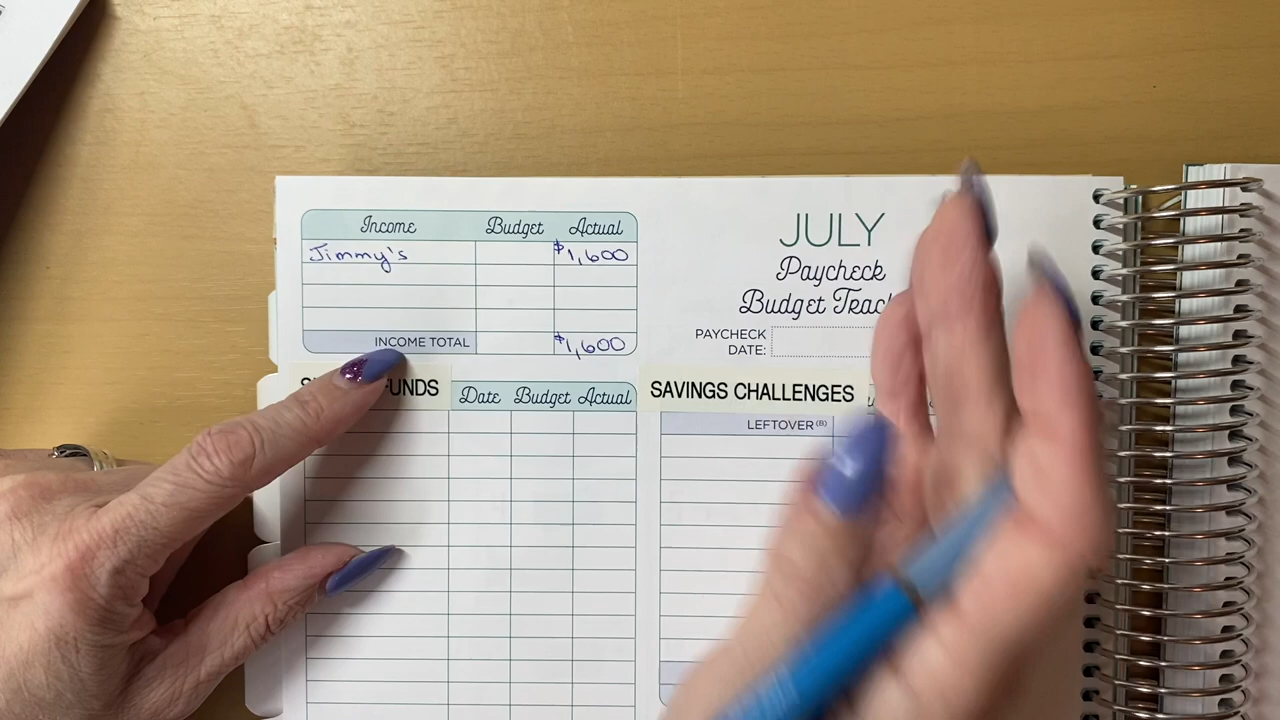 Income Budget Actual
Jimmy's $1,600
INCOME TOTAL $1,600
JULY
Paycheck
Budget
PAYCHECK
DATE:
FUNDS Date Budget Actual
SAVINGS CHALLENGES
LEFTOVER (B)